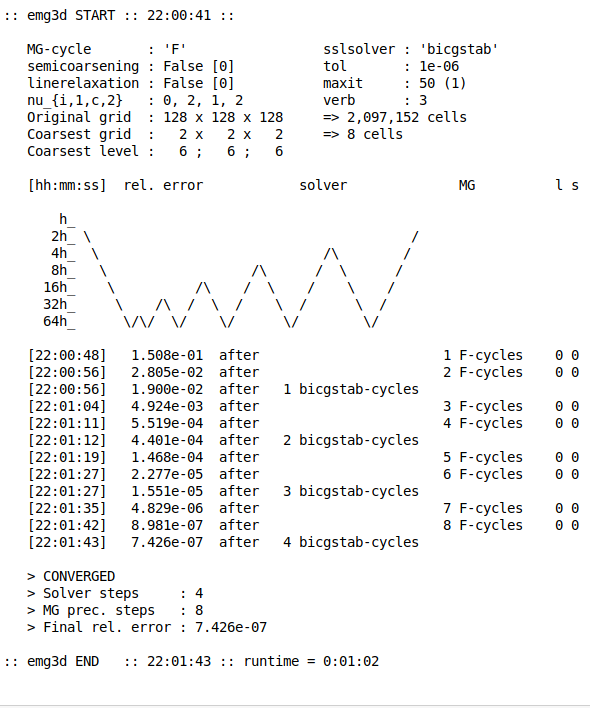 :: emg3d START :: 22:00:41 ::
MG-cycle       : 'F'                 sslsolver : 'bicgstab'
semicoarsening : False [0]           tol       : 1e-06
linerelaxation : False [0]           maxit     : 50 (1)
nu_{i,1,c,2}   : 0, 2, 1, 2          verb      : 3
Original grid  : 128 x 128 x 128     => 2,097,152 cells
Coarsest grid  :   2 x   2 x   2     => 8 cells
Coarsest level :   6 ;   6 ;   6
[hh:mm:ss]  rel. error            solver              MG          l s
    h_
   2h_ \                                        /
   4h_  \                            /\        /
   8h_   \                  /\      /  \      /
  16h_    \          /\    /  \    /    \    /
  32h_     \    /\  /  \  /    \  /      \  /
  64h_      \/\/  \/    \/      \/        \/
[22:00:48]   1.508e-01  after                       1 F-cycles    0 0
[22:00:56]   2.805e-02  after                       2 F-cycles    0 0
[22:00:56]   1.900e-02  after   1 bicgstab-cycles
[22:01:04]   4.924e-03  after                       3 F-cycles    0 0
[22:01:11]   5.519e-04  after                       4 F-cycles    0 0
[22:01:12]   4.401e-04  after   2 bicgstab-cycles
[22:01:19]   1.468e-04  after                       5 F-cycles    0 0
[22:01:27]   2.277e-05  after                       6 F-cycles    0 0
[22:01:27]   1.551e-05  after   3 bicgstab-cycles
[22:01:35]   4.829e-06  after                       7 F-cycles    0 0
[22:01:42]   8.981e-07  after                       8 F-cycles    0 0
[22:01:43]   7.426e-07  after   4 bicgstab-cycles
> CONVERGED
> Solver steps     : 4
> MG prec. steps   : 8
> Final rel. error : 7.426e-07
:: emg3d END   :: 22:01:43 :: runtime = 0:01:02